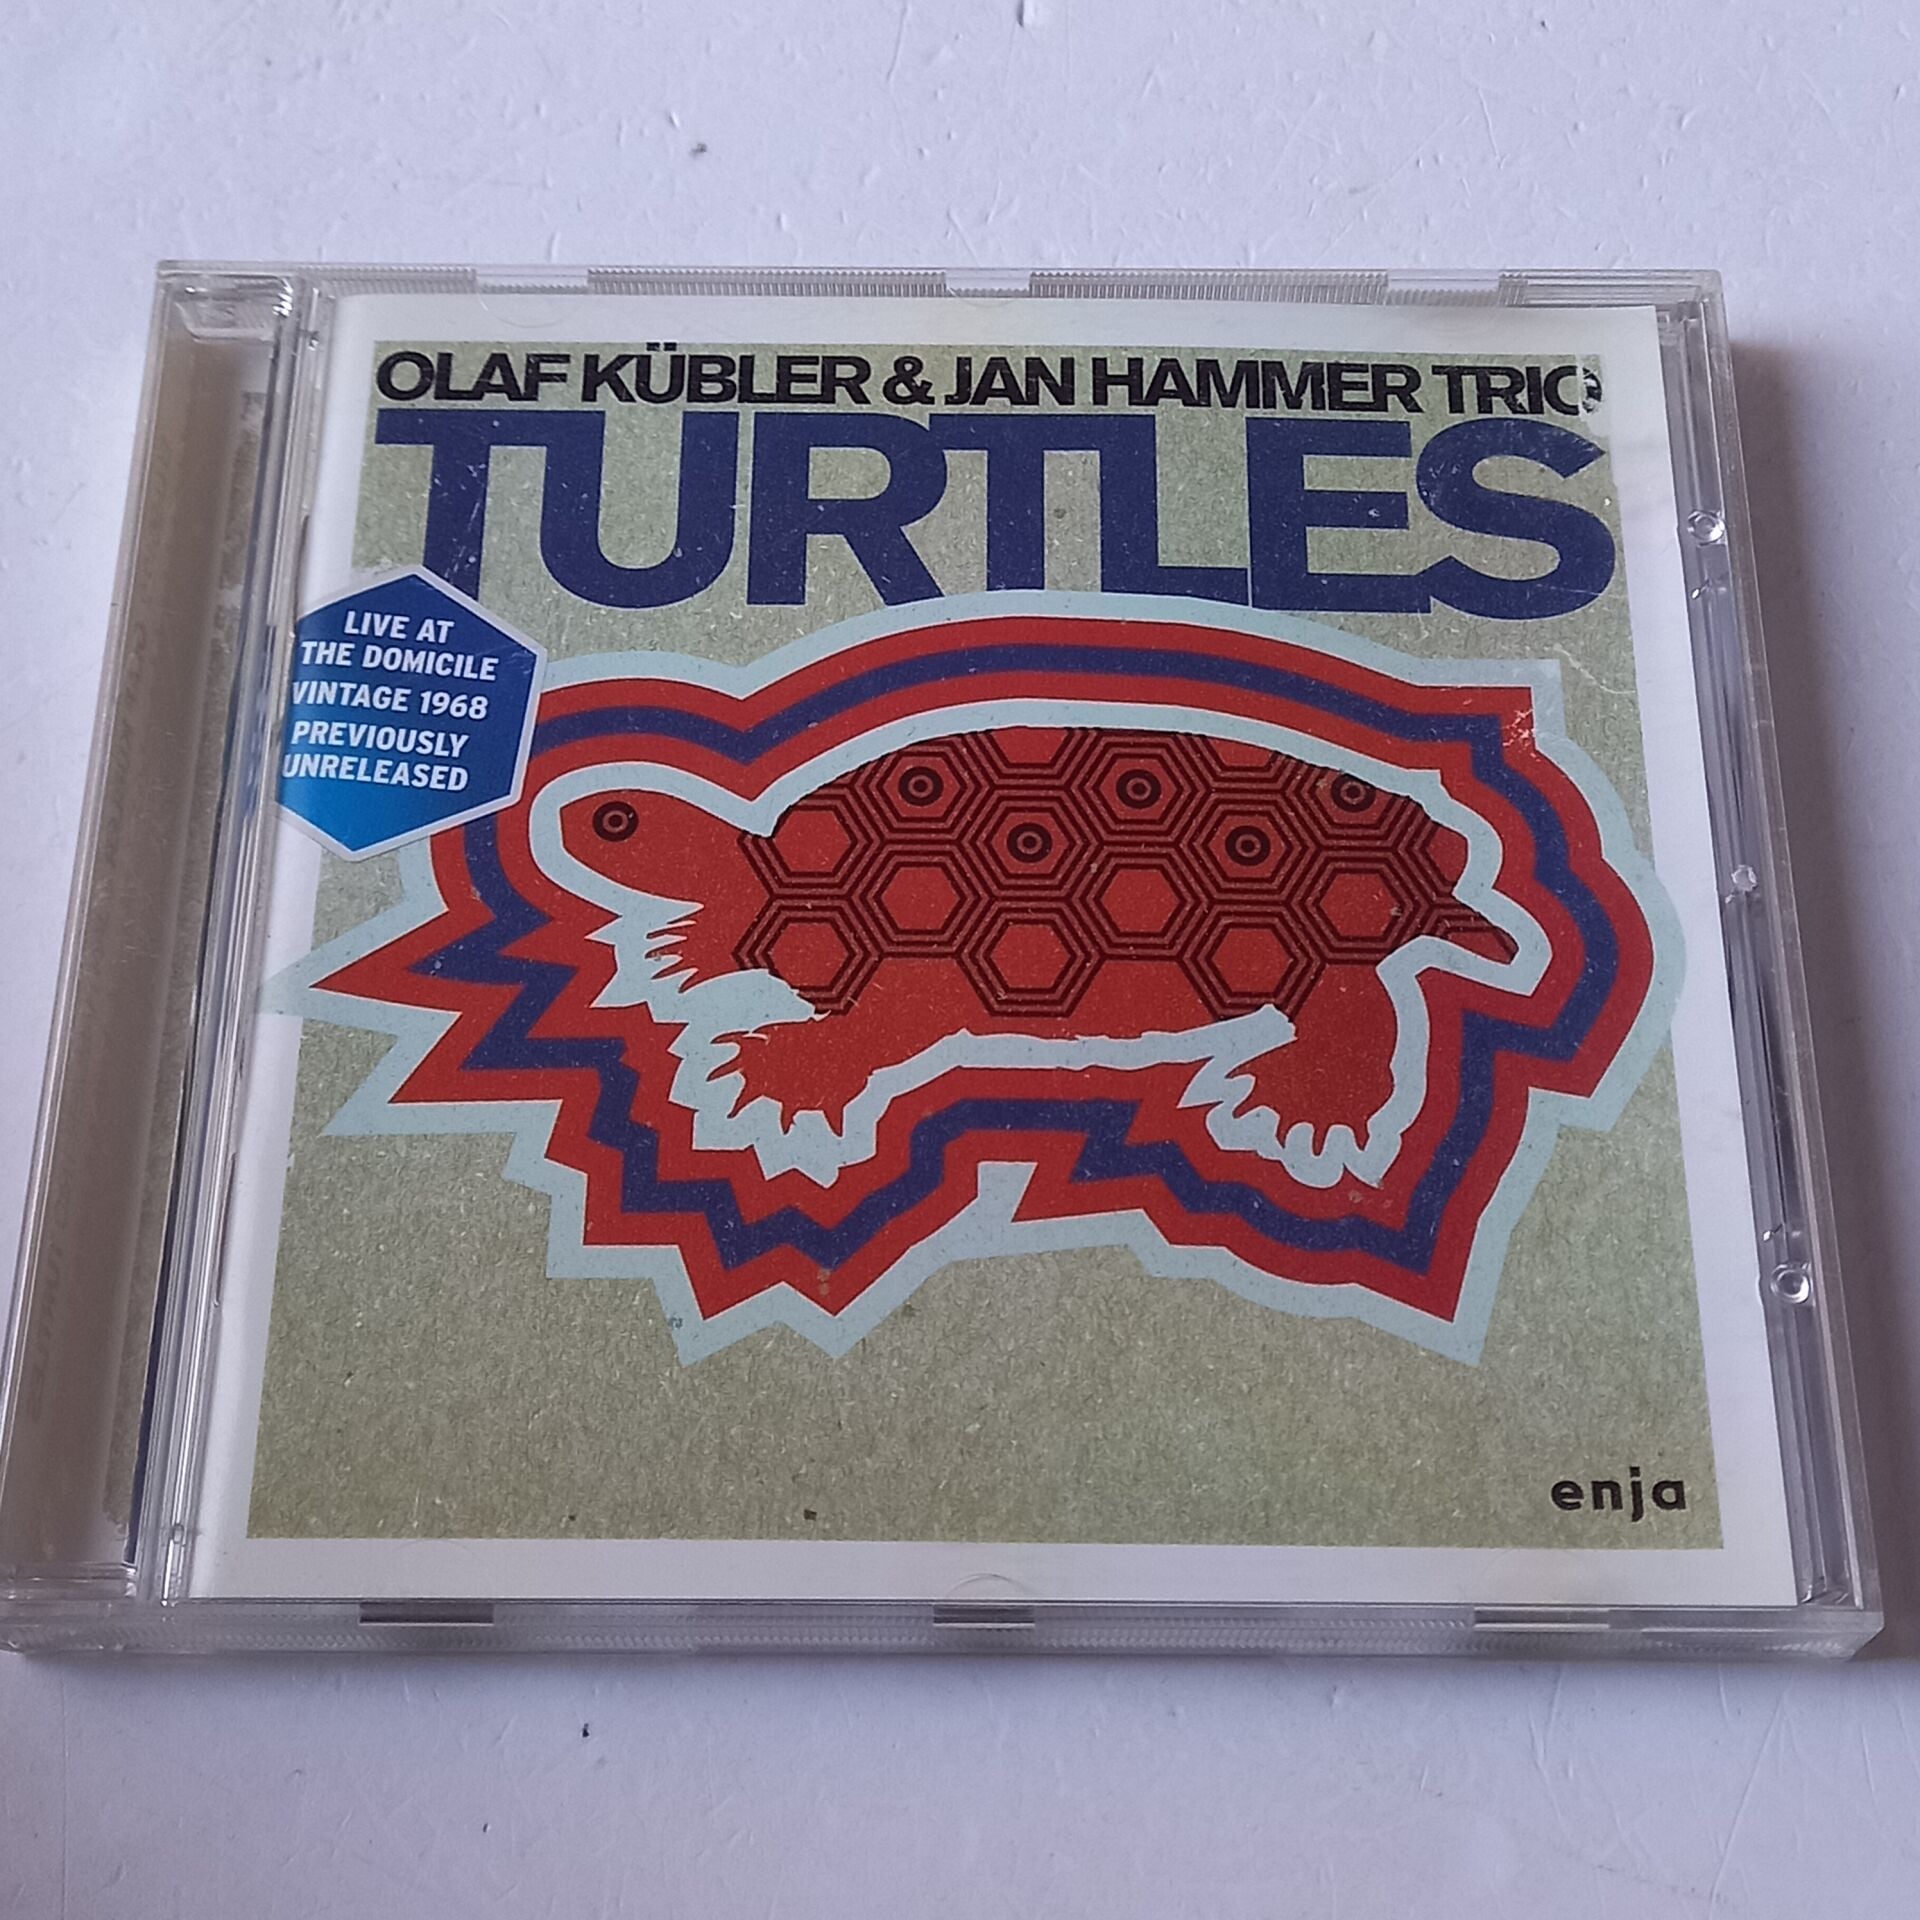 OLAF KÜBLER & JAN HAMMER TRIO
TURTLES
LIVE AT
THE DOMICILE
VINTAGE 1968
PREVIOUSLY
UNRELEASED
enja